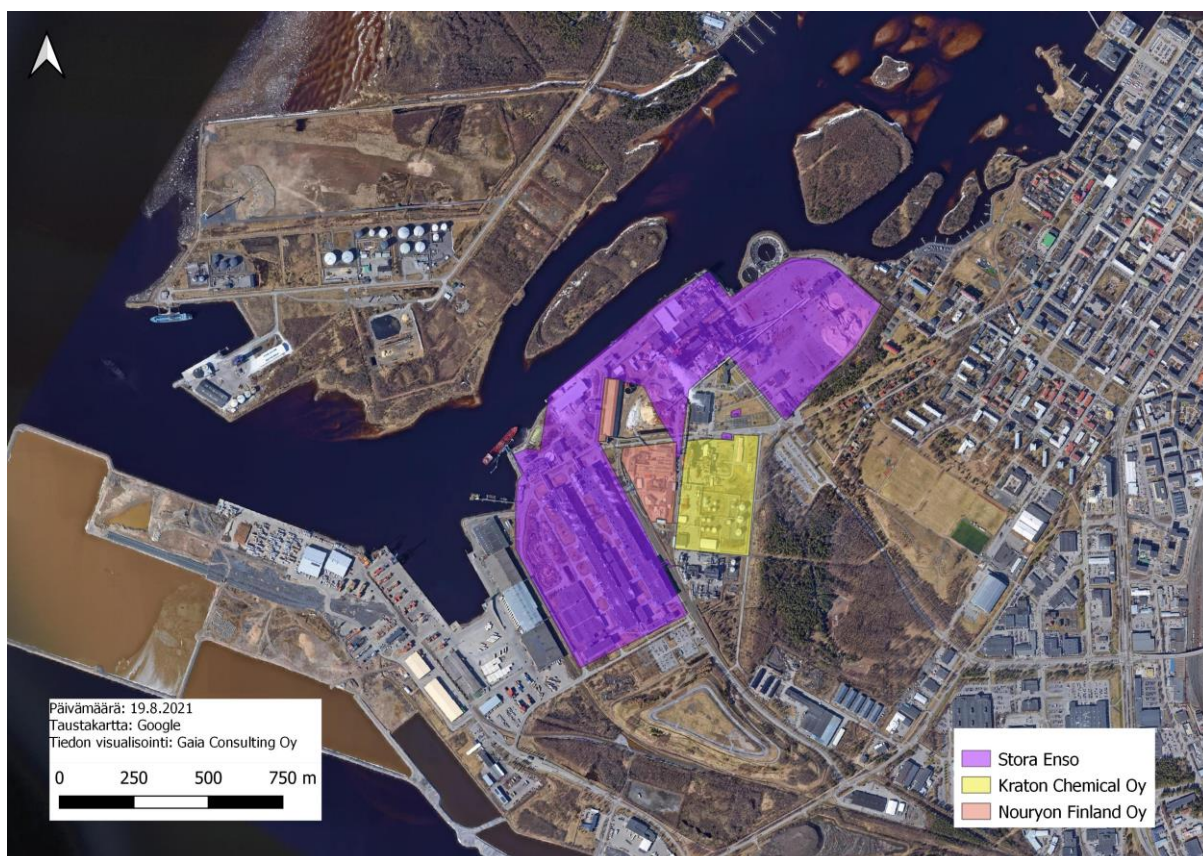 Päivämäärä: 19.8.2021
Taustakartta: Google
Tiedon visualisointi: Gaia Consulting Oy
0 250 500 750 m
Stora Enso
Kraton Chemical Oy
Nouryon Finland Oy